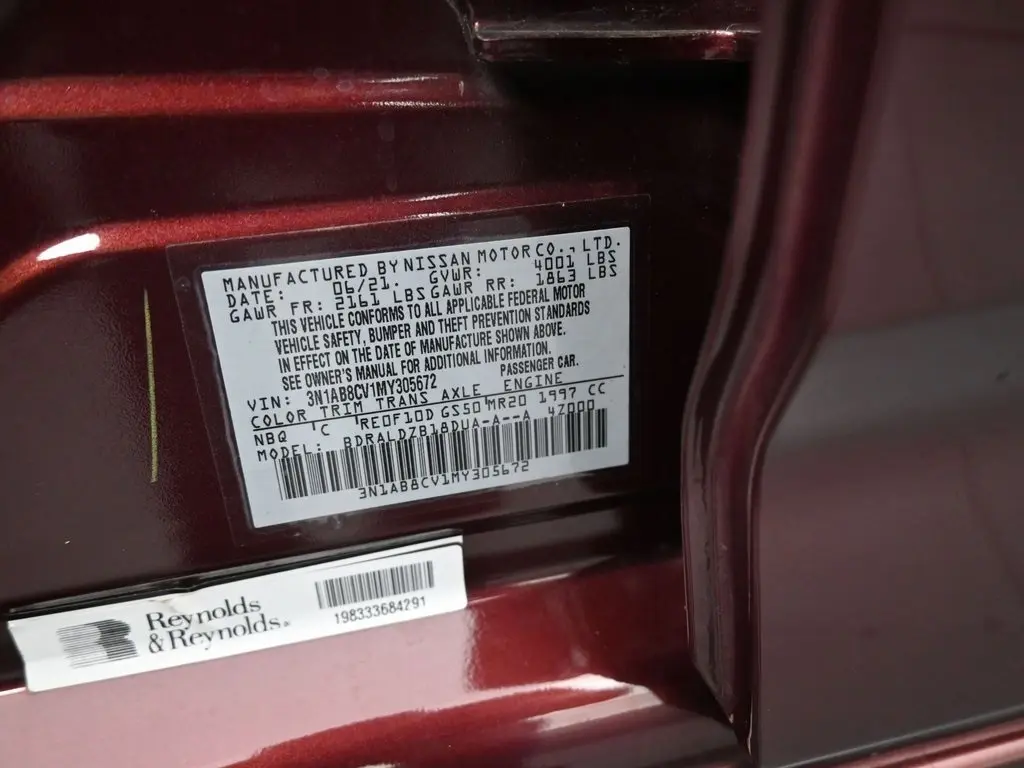 MANUFACTURED BY NISSAN MOTOR CO., LTD.
DATE: 06/21. GVWR: 4001 LBS
GAWR FR: 2161 LBS GAWR RR: 1863 LBS
THIS VEHICLE CONFORMS TO ALL APPLICABLE FEDERAL MOTOR
VEHICLE SAFETY, BUMPER AND THEFT PREVENTION STANDARDS
IN EFFECT ON THE DATE OF MANUFACTURE SHOWN ABOVE.
SEE OWNER'S MANUAL FOR ADDITIONAL INFORMATION.
VIN: 3N1AB8CV1MY305672 PASSENGER CAR.
COLOR TRIM TRANS AXLE ENGINE
NBQ C RE0F10D GS50 MR20 1997 CC
MODEL: BDRALDZB18DUA-A--A 47000
3N1AB8CV1MY305672
Reynolds
&Reynolds®
198333684291